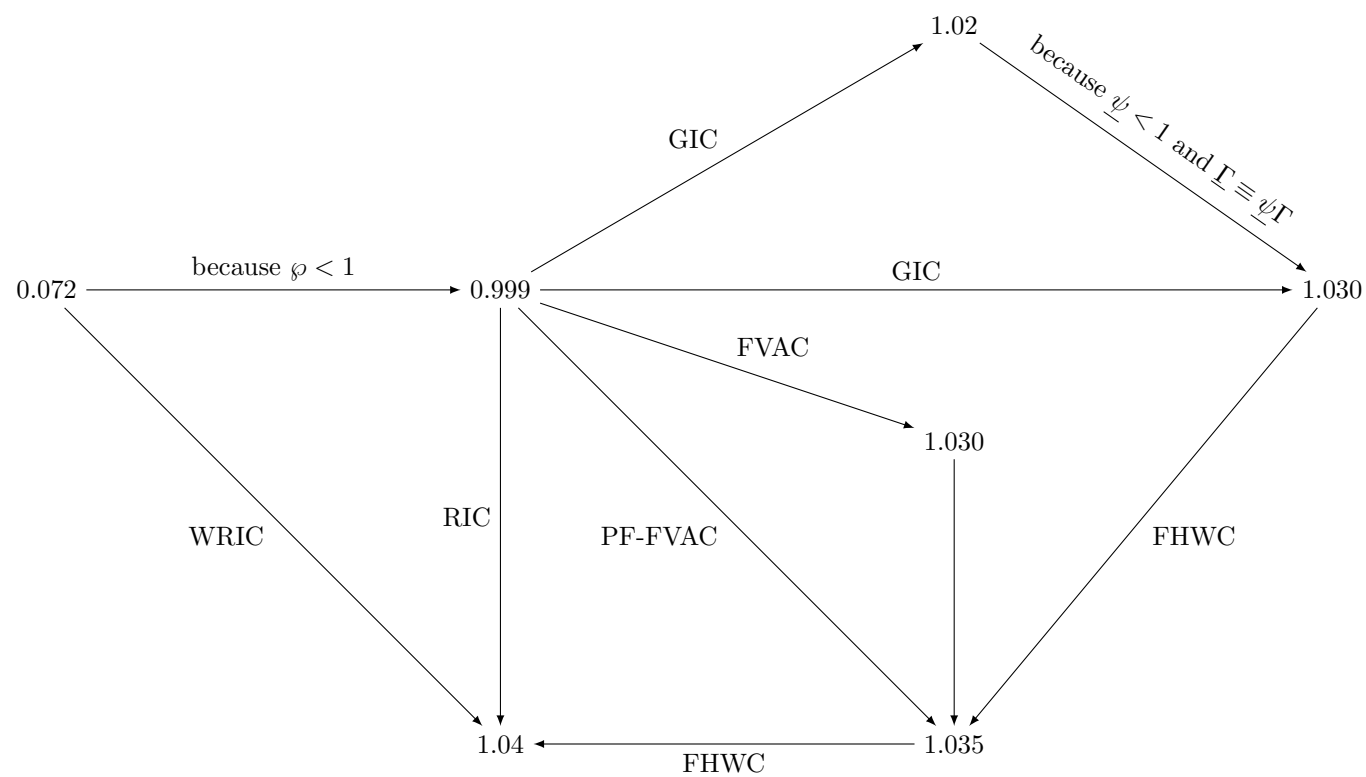 1.02
because ψ̲ < 1 and Γ̲ ≡ ψ̲Γ
GIC
because ℘ < 1
GIC
0.072
0.999
1.030
FVAC
1.030
RIC
WRIC
PF-FVAC
FHWC
1.04
1.035
FHWC